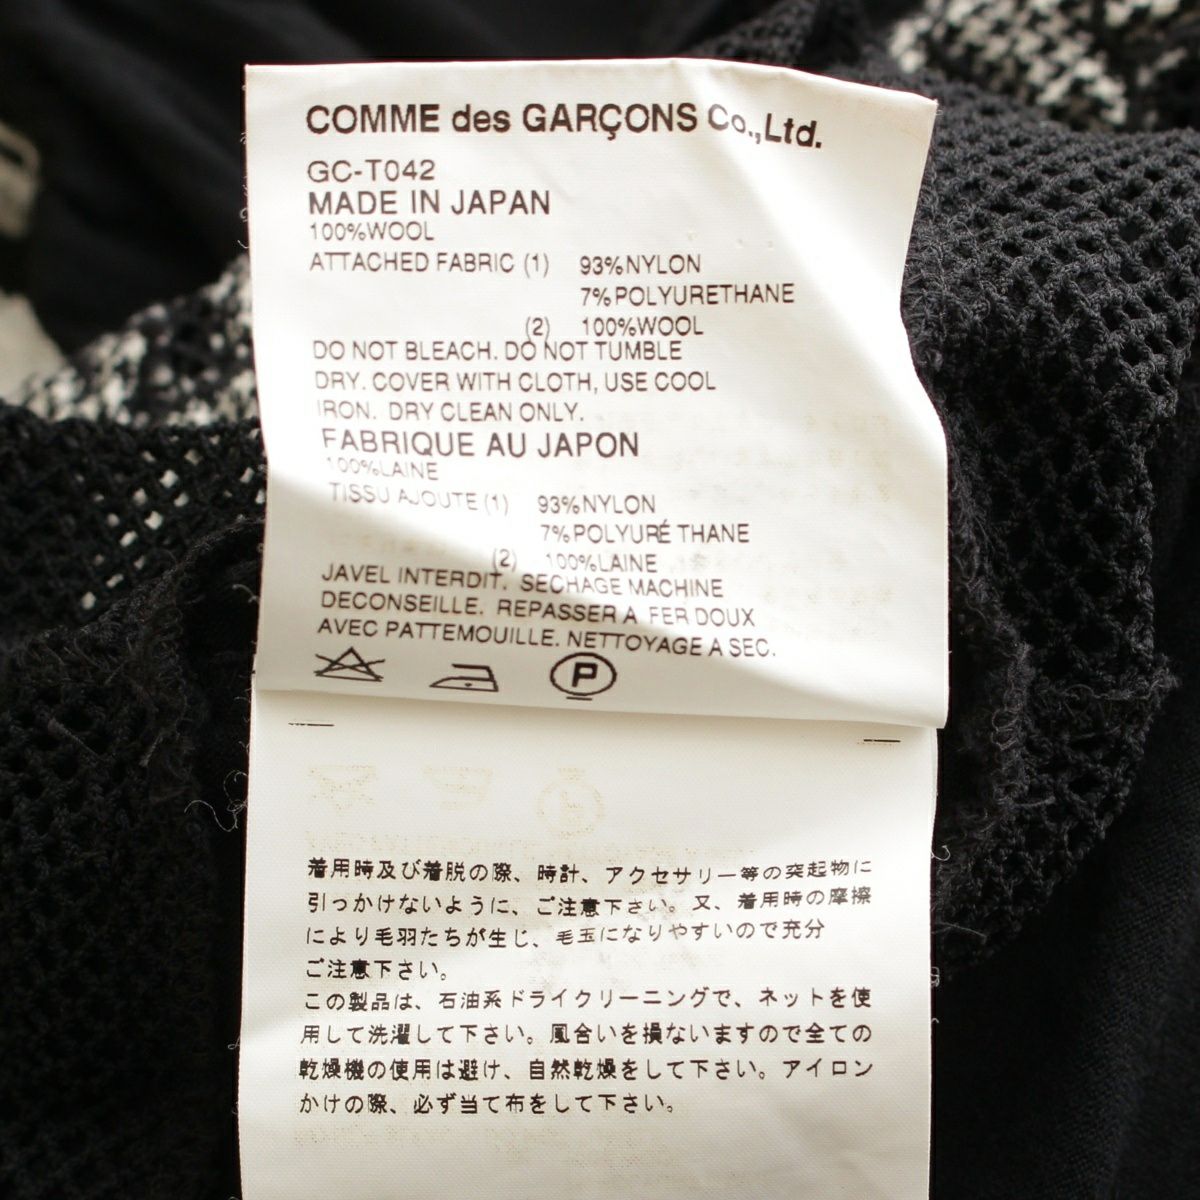 COMME des GARÇONS Co.,Ltd.
GC-T042
MADE IN JAPAN
100%WOOL
ATTACHED FABRIC (1) 93%NYLON
7%POLYURETHANE
(2) 100%WOOL
DO NOT BLEACH. DO NOT TUMBLE
DRY. COVER WITH CLOTH, USE COOL
IRON. DRY CLEAN ONLY.
FABRIQUE AU JAPON
100%LAINE
TISSU AJOUTE (1) 93%NYLON
7%POLYURÉ THANE
(2) 100%LAINE
JAVEL INTERDIT. SECHAGE MACHINE
DECONSEILLE. REPASSER A FER DOUX
AVEC PATTEMOUILLE. NETTOYAGE A SEC.
P
着用時及び着脱の際、時計、アクセサリー等の突起物に
引っかけないように、ご注意下さい。又、着用時の摩擦
により毛羽たちが生じ、毛玉になりやすいので充分
ご注意下さい。
この製品は、石油系ドライクリーニングで、ネットを使
用して洗濯して下さい。風合いを損ないますので全ての
乾燥機の使用は避け、自然乾燥をして下さい。アイロン
かけの際、必ず当て布をして下さい。